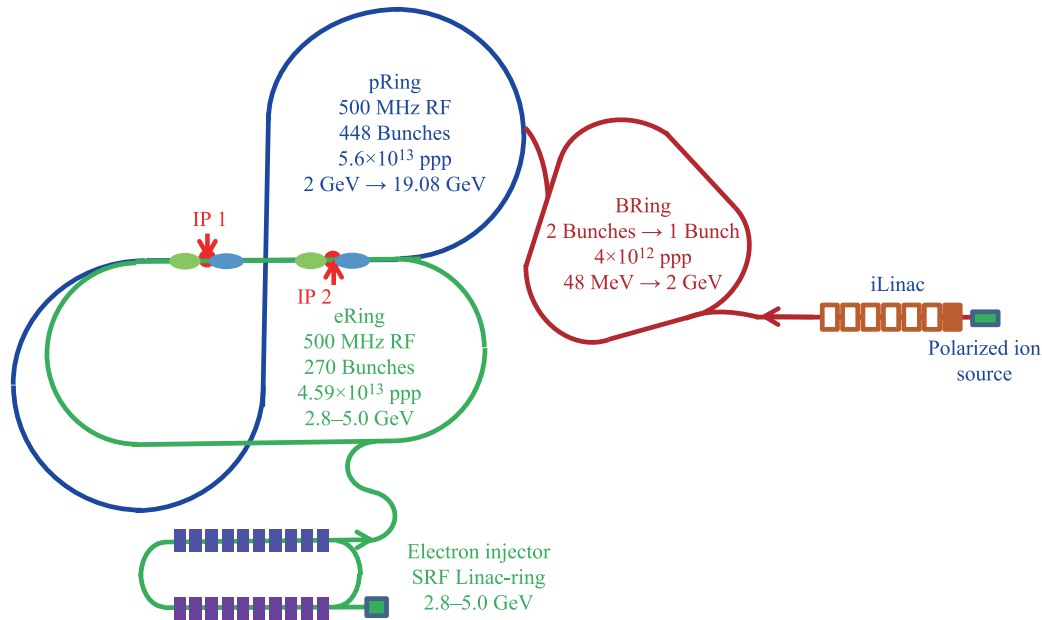 pRing
500 MHz RF
448 Bunches
5.6×10¹³ ppp
2 GeV → 19.08 GeV
IP 1
IP 2
BRing
2 Bunches → 1 Bunch
4×10¹² ppp
48 MeV → 2 GeV
iLinac
Polarized ion
source
eRing
500 MHz RF
270 Bunches
4.59×10¹³ ppp
2.8–5.0 GeV
Electron injector
SRF Linac-ring
2.8–5.0 GeV